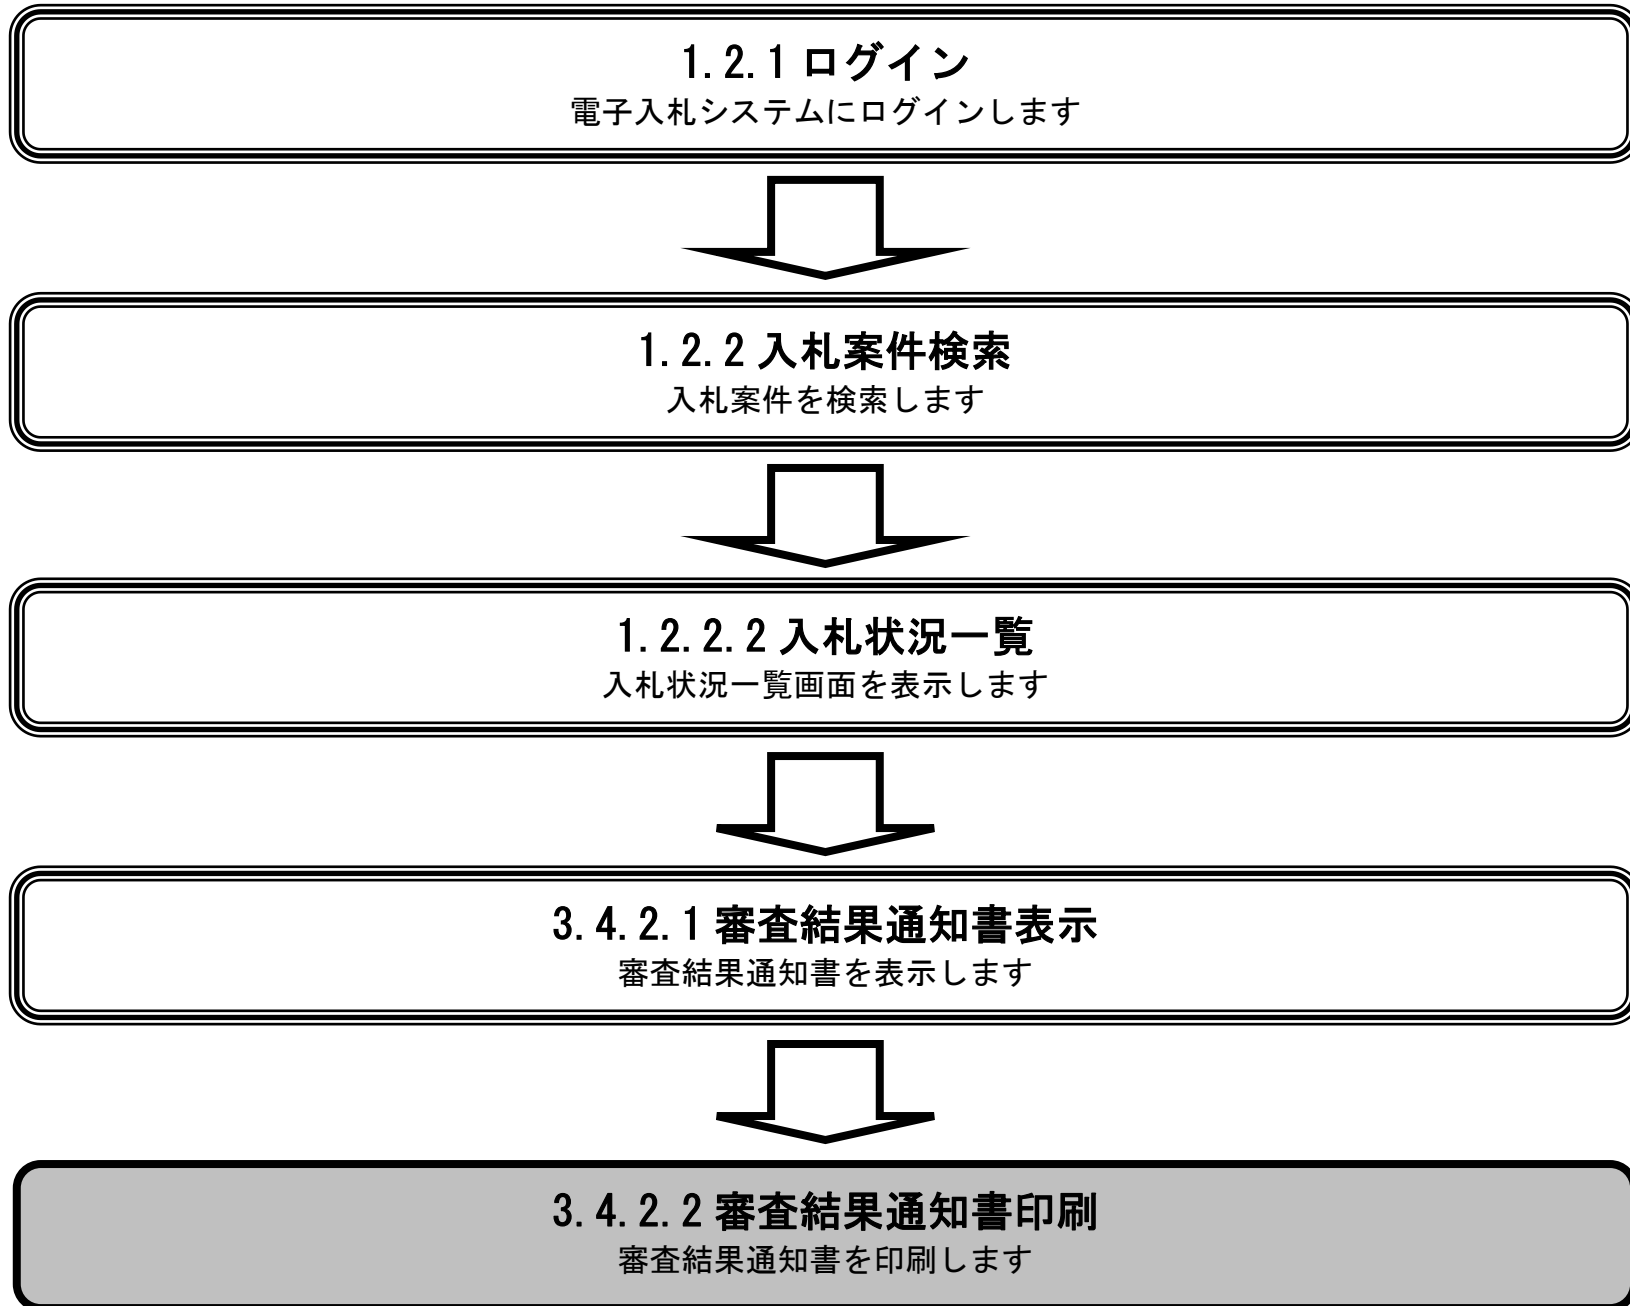 1.2.1 ログイン
電子入札システムにログインします
1.2.2 入札案件検索
入札案件を検索します
1.2.2.2 入札状況一覧
入札状況一覧画面を表示します
3.4.2.1 審査結果通知書表示
審査結果通知書を表示します
3.4.2.2 審査結果通知書印刷
審査結果通知書を印刷します